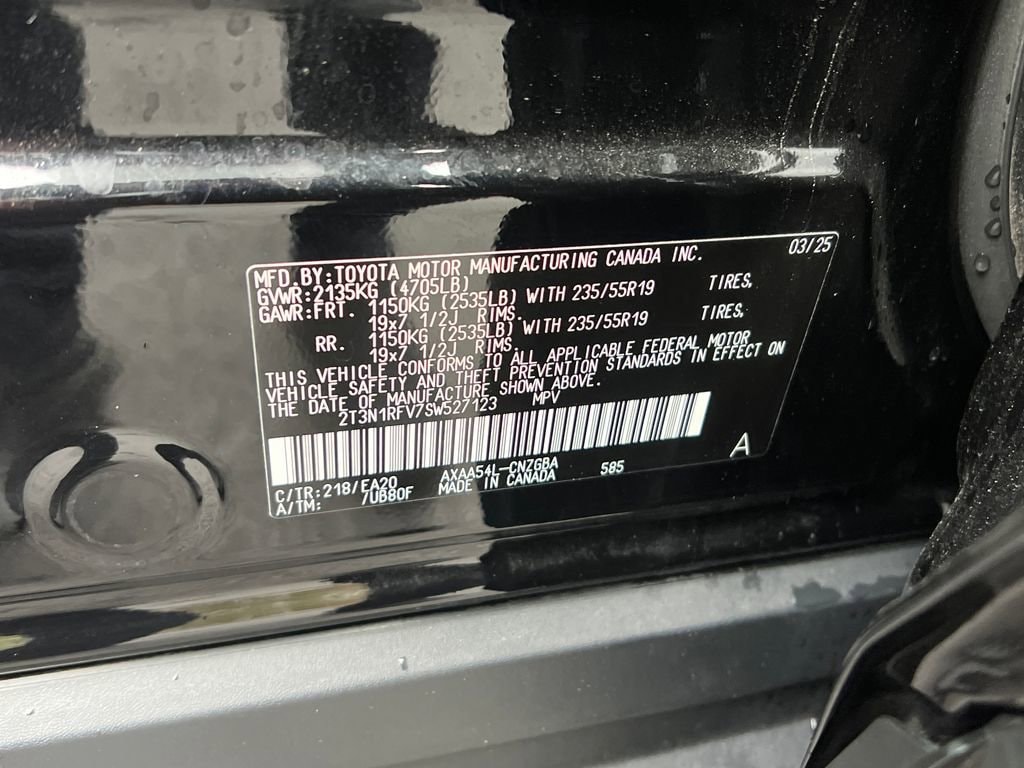 MFD.BY:TOYOTA MOTOR MANUFACTURING CANADA INC. 03/25
GVWR:2135KG (4705LB)
GAWR:FRT. 1150KG (2535LB) WITH 235/55R19 TIRES,
19x7 1/2J RIMS.
RR. 1150KG (2535LB) WITH 235/55R19 TIRES,
19x7 1/2J RIMS.
THIS VEHICLE CONFORMS TO ALL APPLICABLE FEDERAL MOTOR
VEHICLE SAFETY AND THEFT PREVENTION STANDARDS IN EFFECT ON
THE DATE OF MANUFACTURE SHOWN ABOVE.
2T3N1RFV7SW527123 MPV
A
C/TR:218/EA20 AXAA54L-CNZGBA 585
A/TM: /UB80F MADE IN CANADA